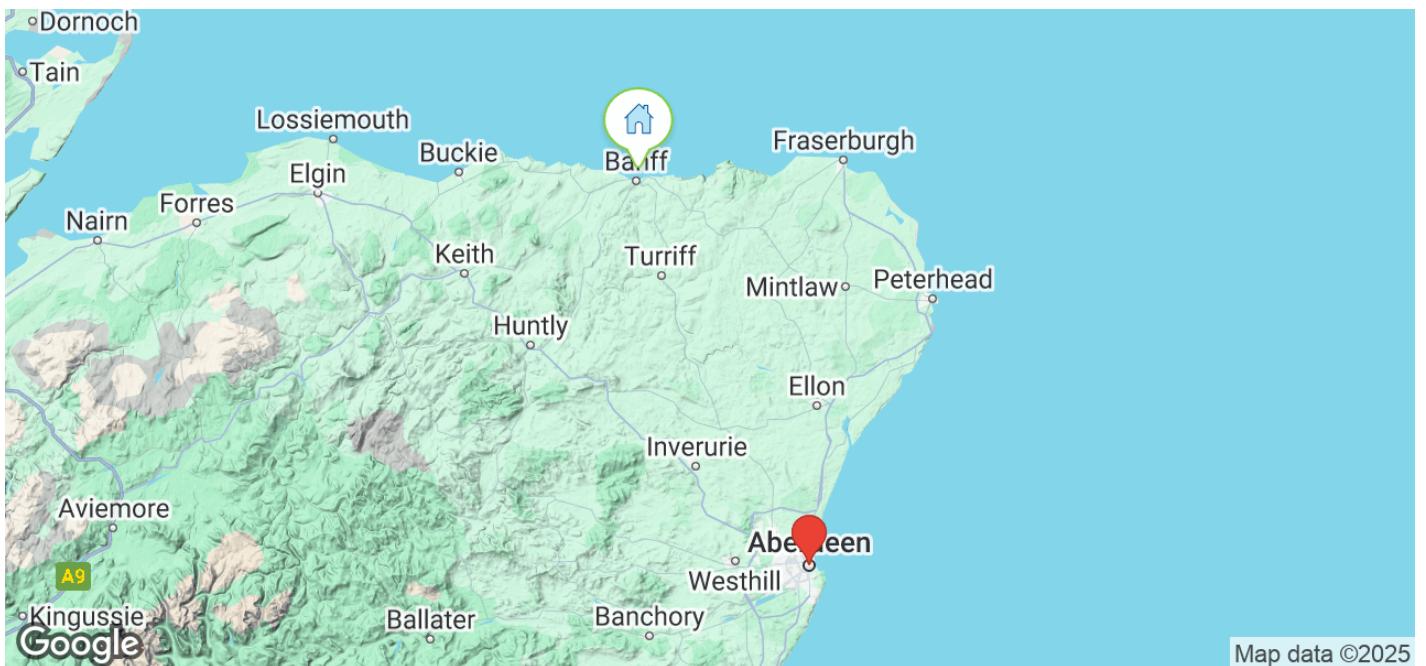 Dornoch
Tain
Lossiemouth
Fraserburgh
Buckie
Banff
Elgin
Forres
Nairn
Keith
Turriff
Mintlaw
Peterhead
Huntly
Ellon
Inverurie
Aviemore
Aberdeen
A9
Westhill
Kingussie
Ballater
Banchory
Google
Map data ©2025